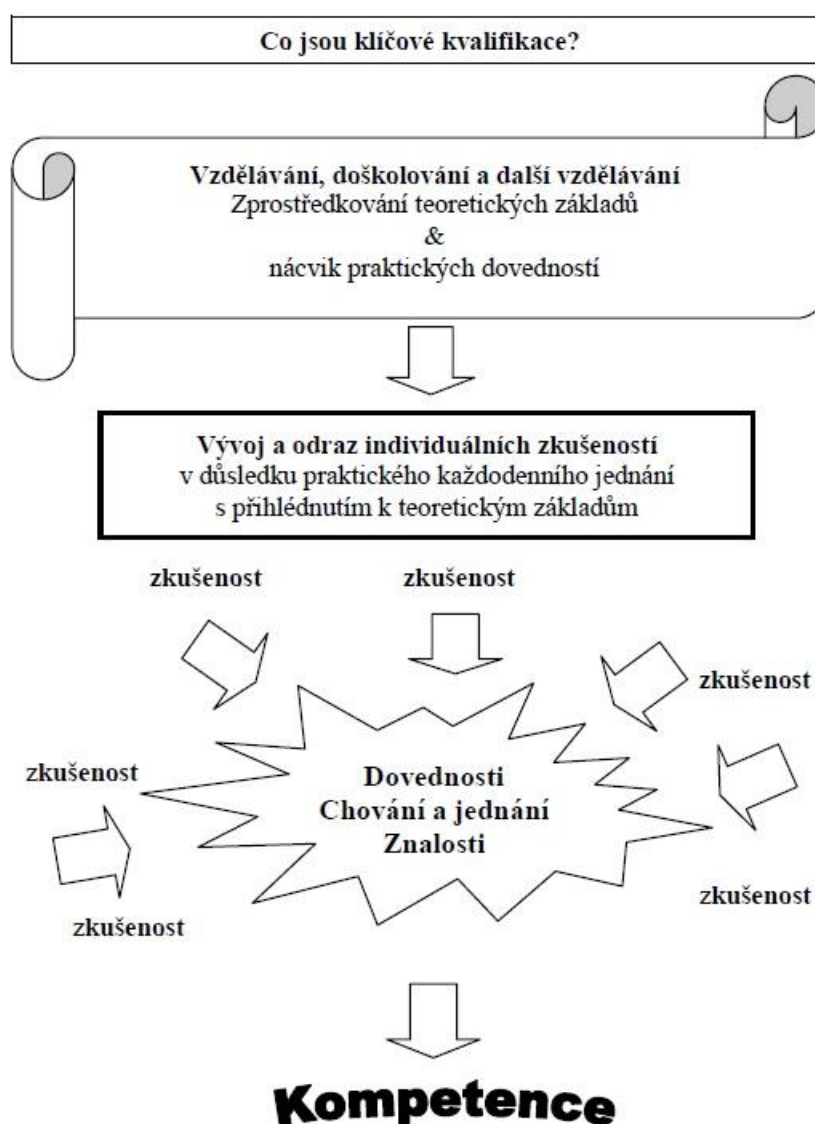 Co jsou klíčové kvalifikace?
Vzdělávání, doškolování a další vzdělávání
Zprostředkování teoretických základů
&
nácvik praktických dovedností
Vývoj a odraz individuálních zkušeností
v důsledku praktického každodenního jednání
s přihlédnutím k teoretickým základům
zkušenost
zkušenost
zkušenost
zkušenost
Dovednosti
Chování a jednání
Znalosti
zkušenost
zkušenost
Kompetence